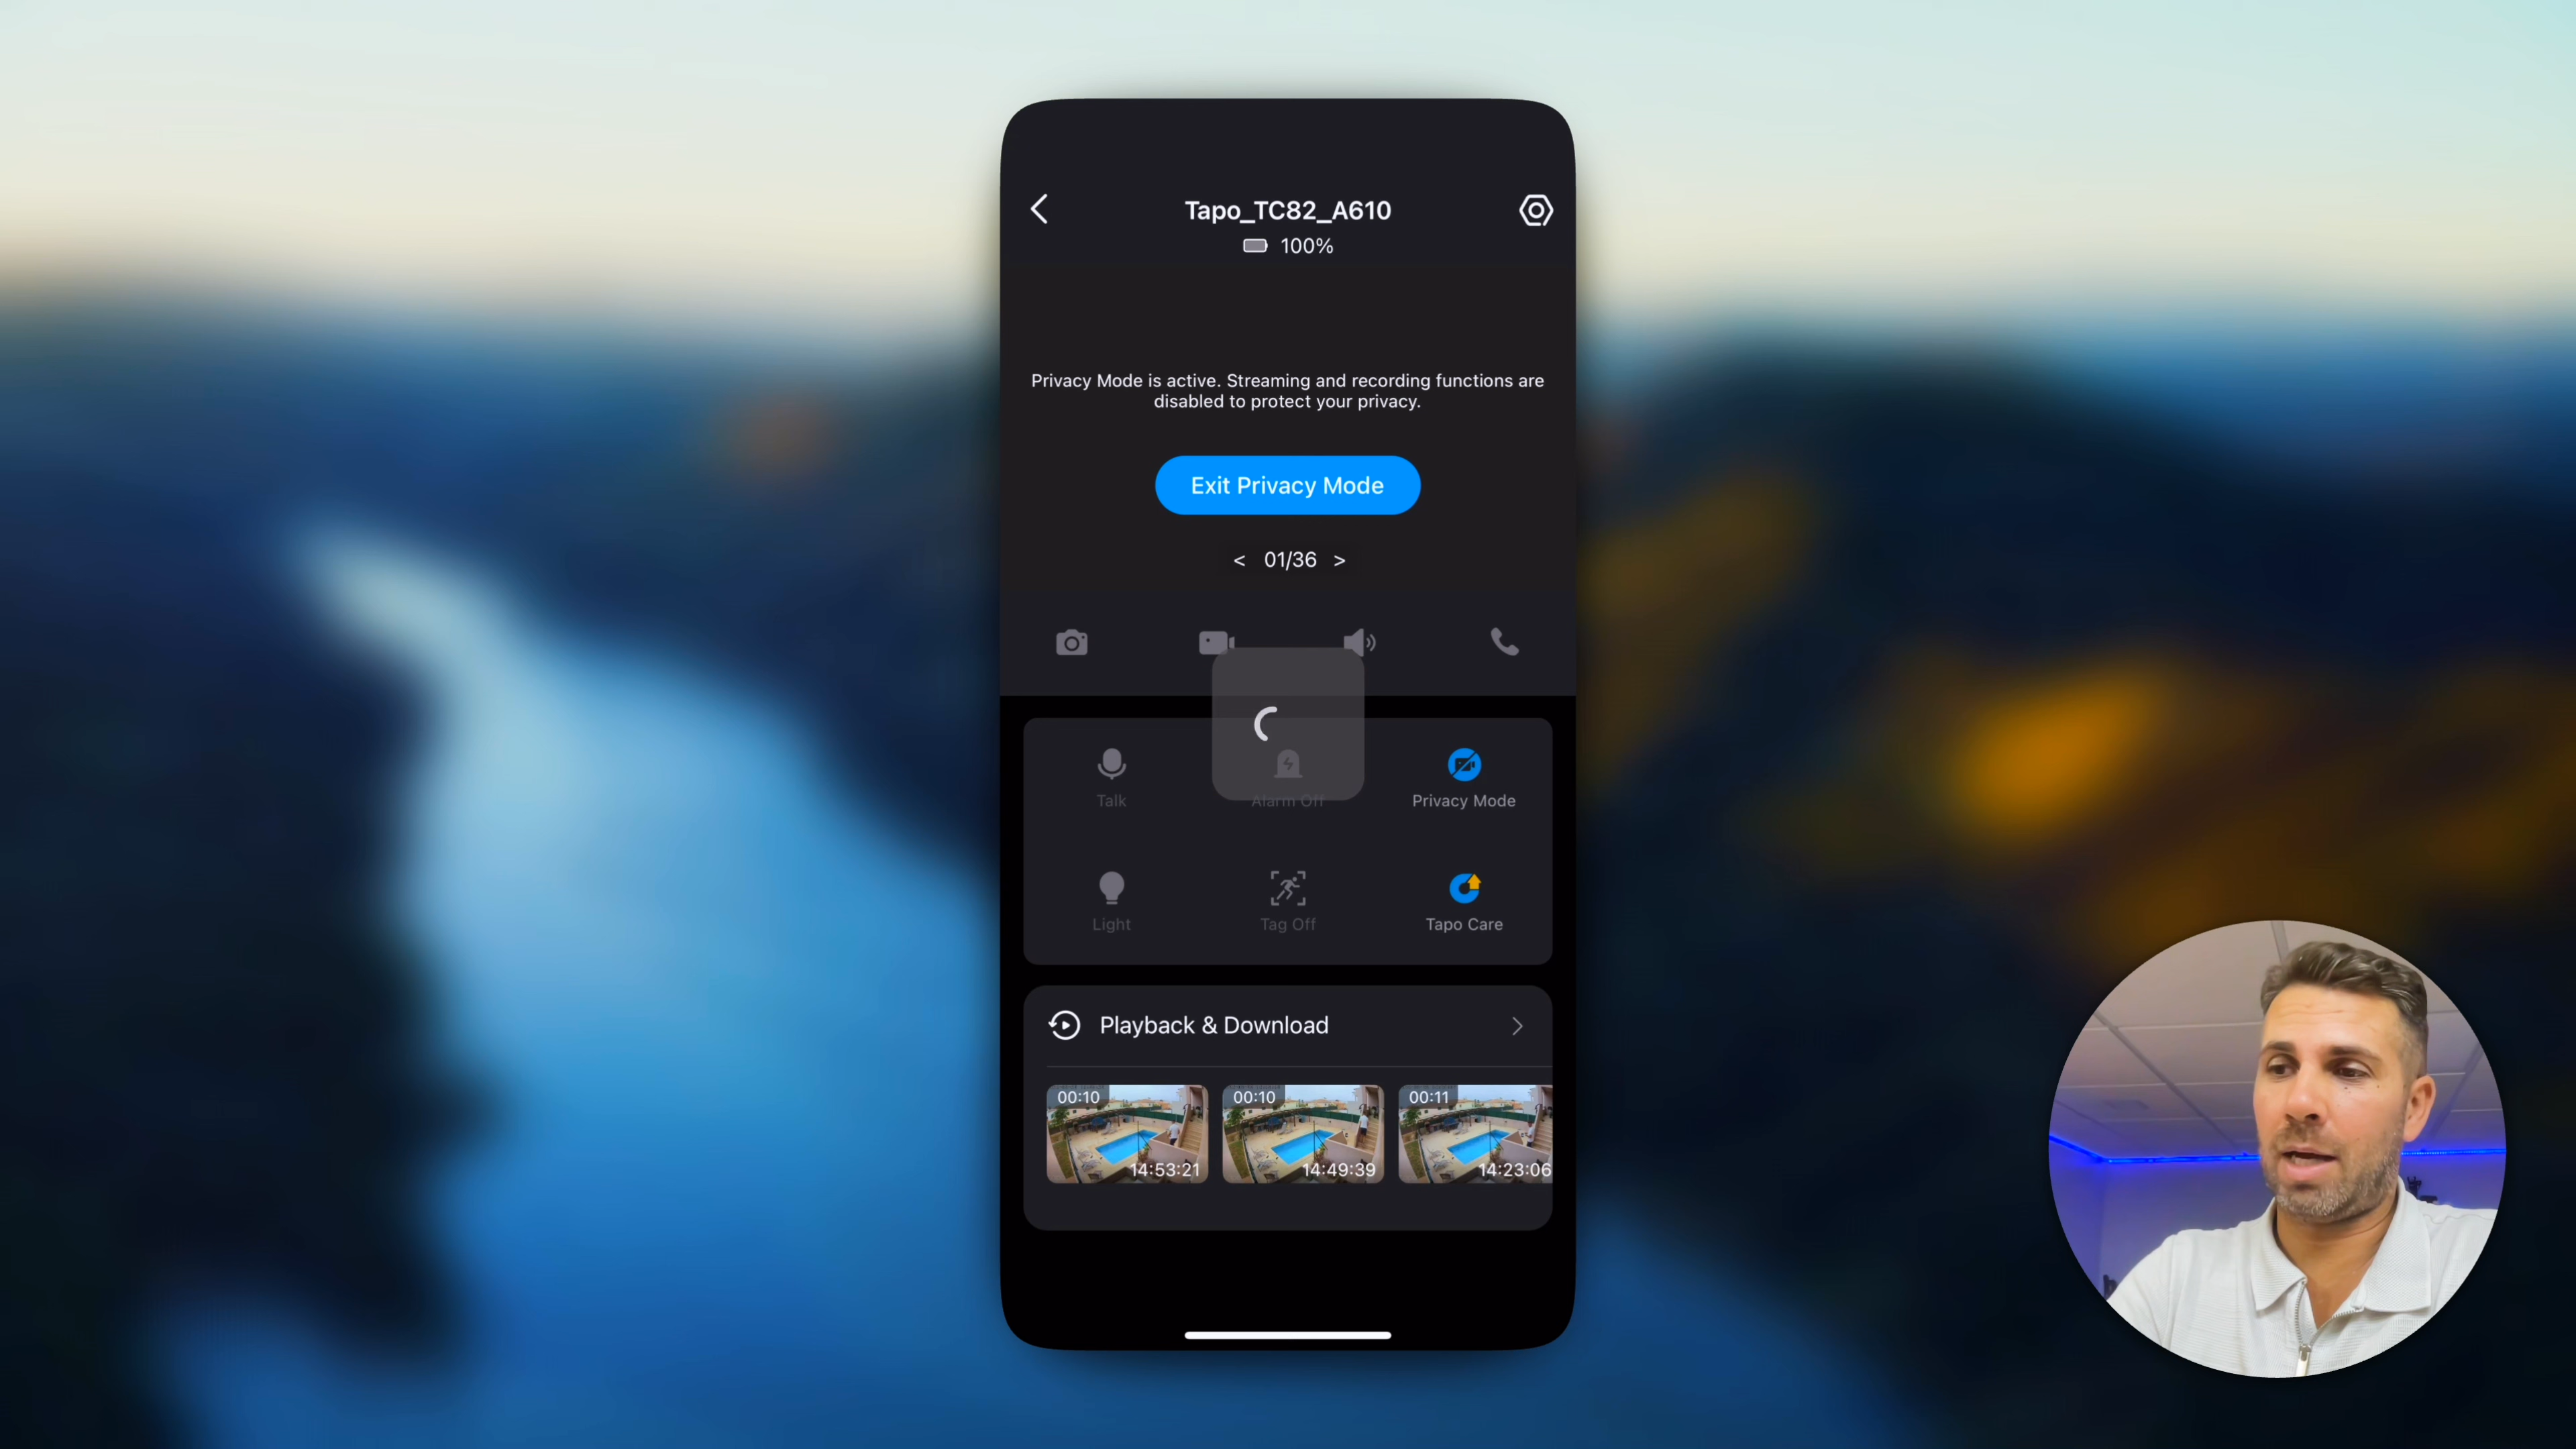 Tapo_TC82_A610
100%
Privacy Mode is active. Streaming and recording functions are
disabled to protect your privacy.
Exit Privacy Mode
< 01/36 >
Talk
Alarm Off
Privacy Mode
Light
Tag Off
Tapo Care
Playback & Download
00:10
00:10
00:11
14:53:21
14:49:39
14:23:06